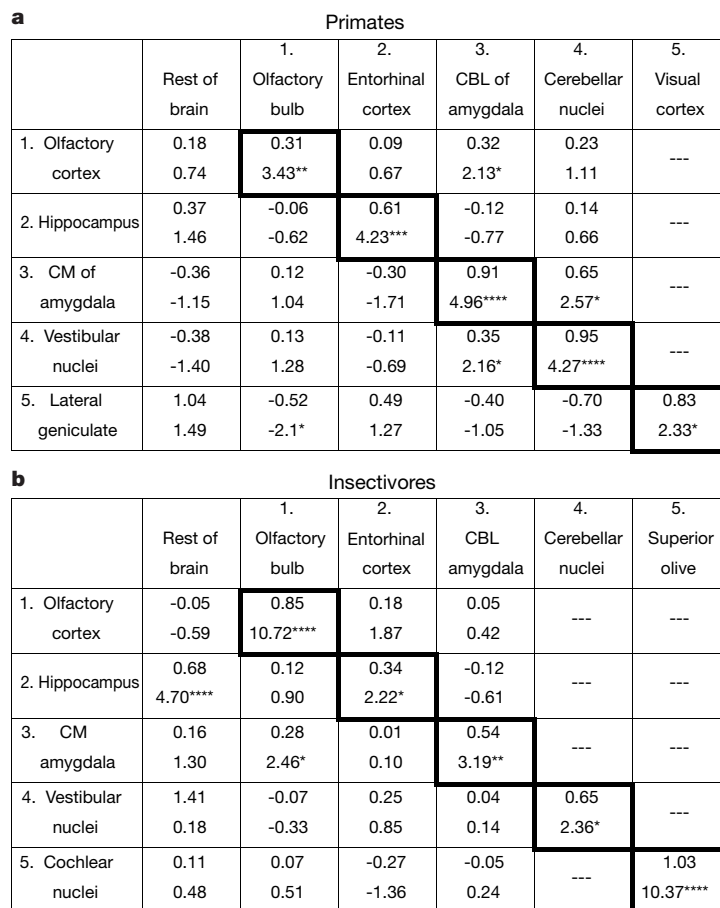 a
Primates
Rest of brain | 1. Olfactory bulb | 2. Entorhinal cortex | 3. CBL of amygdala | 4. Cerebellar nuclei | 5. Visual cortex
1. Olfactory cortex | 0.18 0.74 | 0.31 3.43** | 0.09 0.67 | 0.32 2.13* | 0.23 1.11 | ---
2. Hippocampus | 0.37 1.46 | -0.06 -0.62 | 0.61 4.23*** | -0.12 -0.77 | 0.14 0.66 | ---
3. CM of amygdala | -0.36 -1.15 | 0.12 1.04 | -0.30 -1.71 | 0.91 4.96**** | 0.65 2.57* | ---
4. Vestibular nuclei | -0.38 -1.40 | 0.13 1.28 | -0.11 -0.69 | 0.35 2.16* | 0.95 4.27**** | ---
5. Lateral geniculate | 1.04 1.49 | -0.52 -2.1* | 0.49 1.27 | -0.40 -1.05 | -0.70 -1.33 | 0.83 2.33*
b
Insectivores
Rest of brain | 1. Olfactory bulb | 2. Entorhinal cortex | 3. CBL amygdala | 4. Cerebellar nuclei | 5. Superior olive
1. Olfactory cortex | -0.05 -0.59 | 0.85 10.72**** | 0.18 1.87 | 0.05 0.42 | --- | ---
2. Hippocampus | 0.68 4.70**** | 0.12 0.90 | 0.34 2.22* | -0.12 -0.61 | --- | ---
3. CM amygdala | 0.16 1.30 | 0.28 2.46* | 0.01 0.10 | 0.54 3.19** | --- | ---
4. Vestibular nuclei | 1.41 0.18 | -0.07 -0.33 | 0.25 0.85 | 0.04 0.14 | 0.65 2.36* | ---
5. Cochlear nuclei | 0.11 0.48 | 0.07 0.51 | -0.27 -1.36 | -0.05 0.24 | --- | 1.03 10.37****